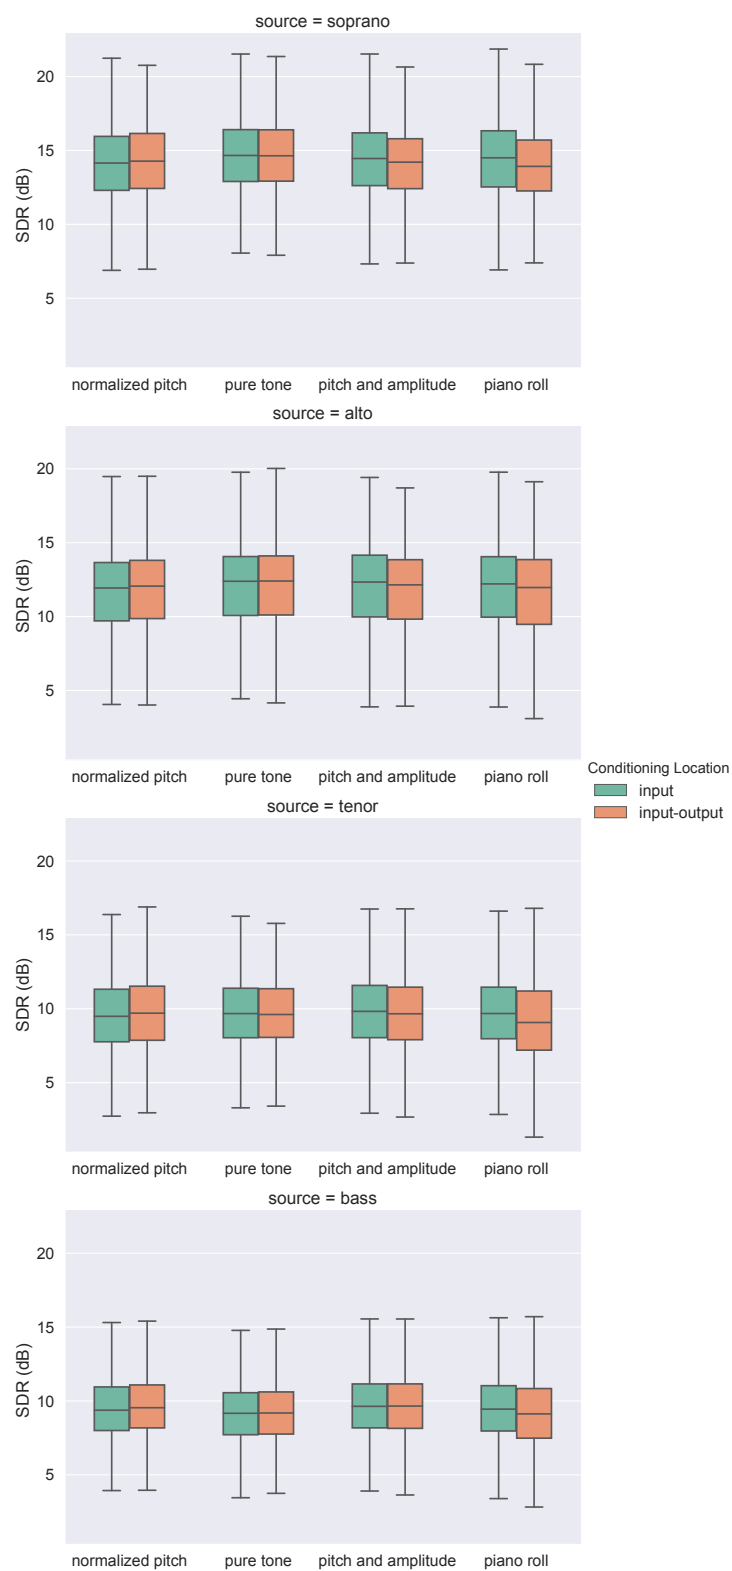 source = soprano
20
15
10
5
SDR (dB)
normalized pitch pure tone pitch and amplitude piano roll
source = alto
20
15
10
5
SDR (dB)
normalized pitch pure tone pitch and amplitude piano roll
Conditioning Location
input
input-output
source = tenor
20
15
10
5
SDR (dB)
normalized pitch pure tone pitch and amplitude piano roll
source = bass
20
15
10
5
SDR (dB)
normalized pitch pure tone pitch and amplitude piano roll